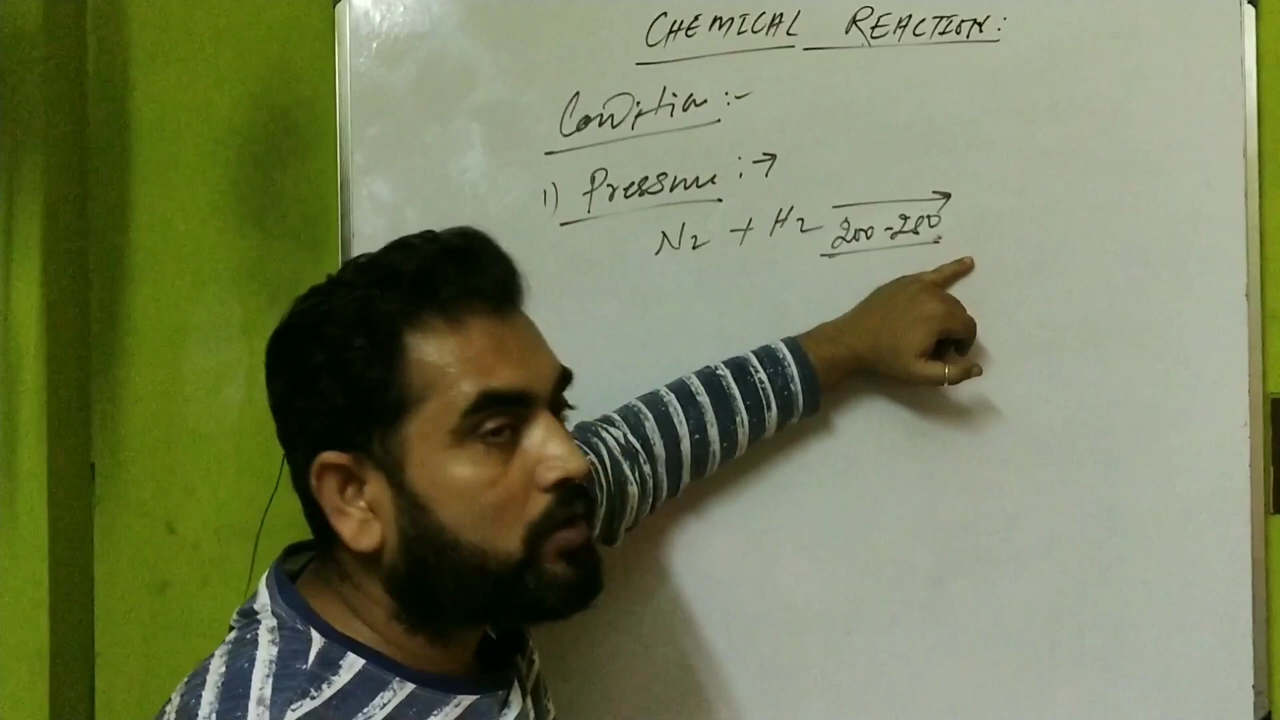 CHEMICAL REACTION:
Condition :-
1) Pressure :→
N2 + H2 200-250 →